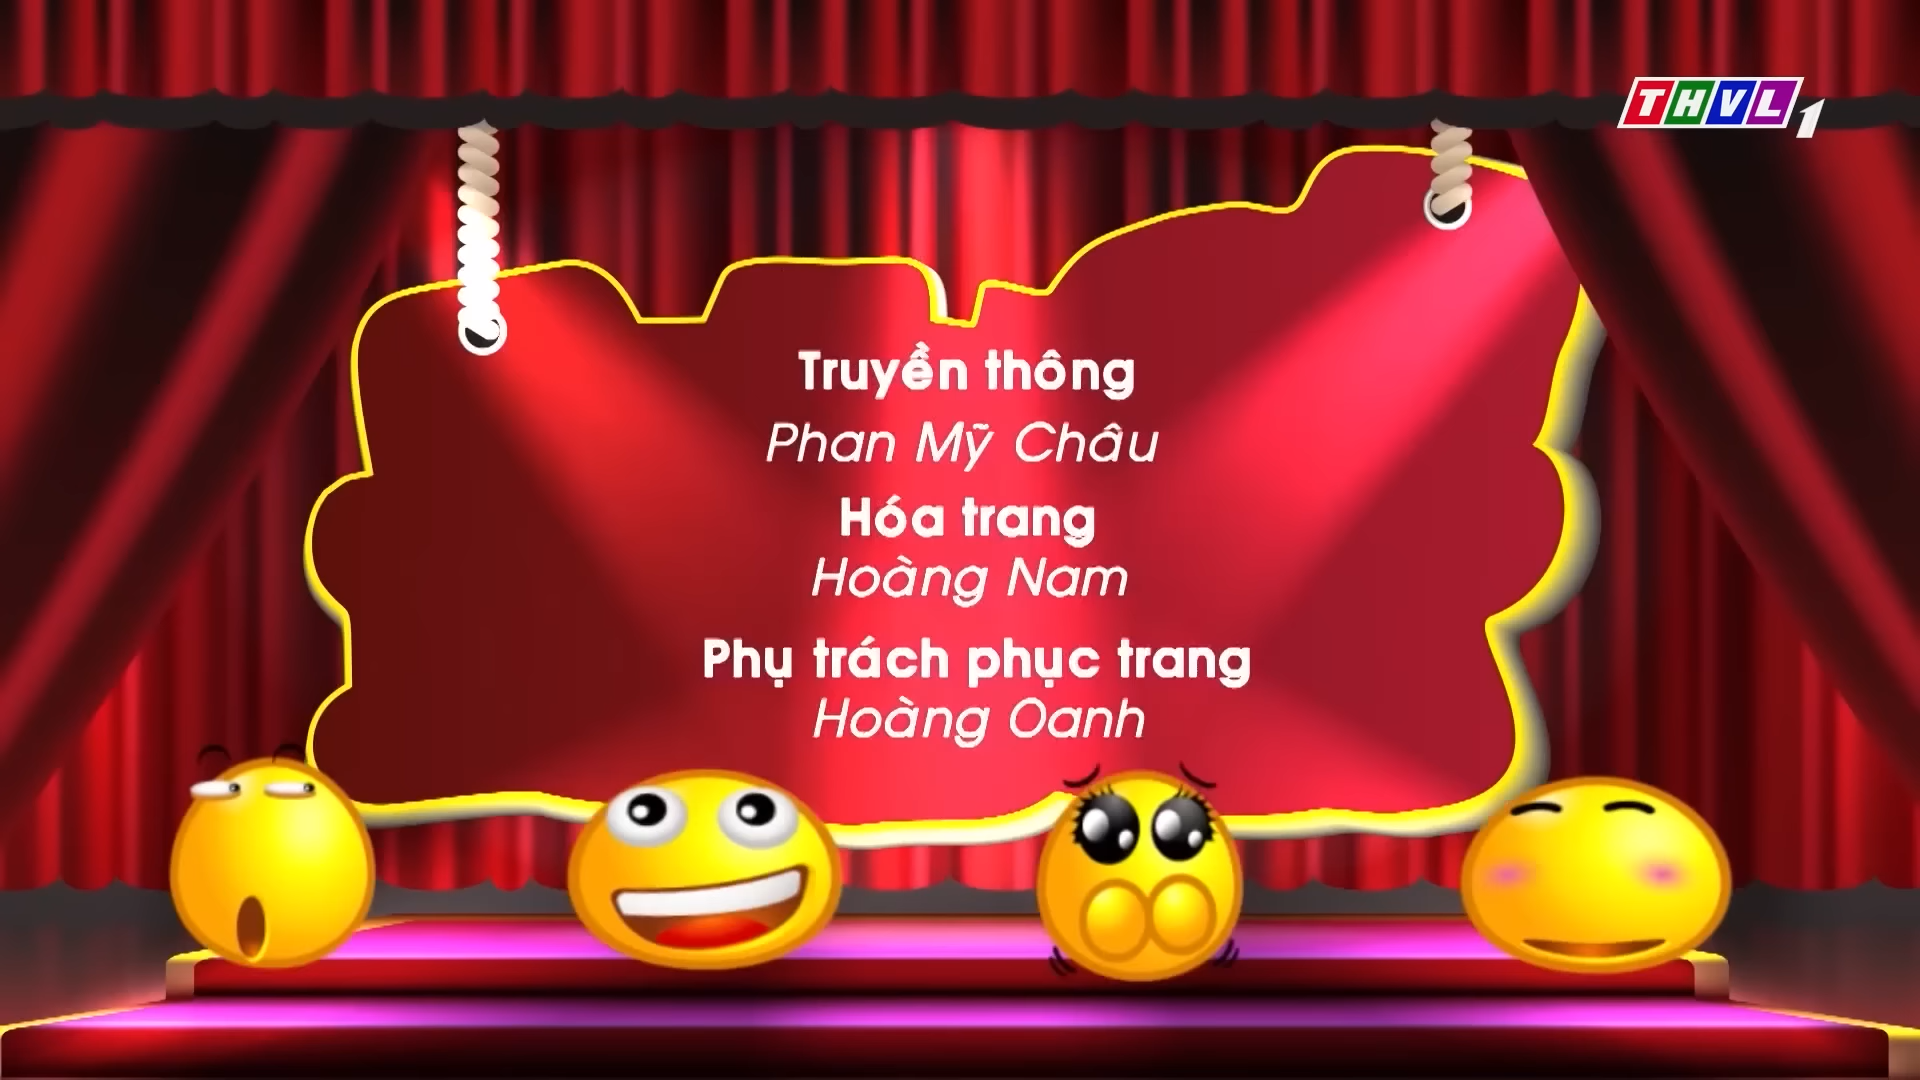 THVL1
Truyền thông
Phan Mỹ Châu
Hóa trang
Hoàng Nam
Phụ trách phục trang
Hoàng Oanh